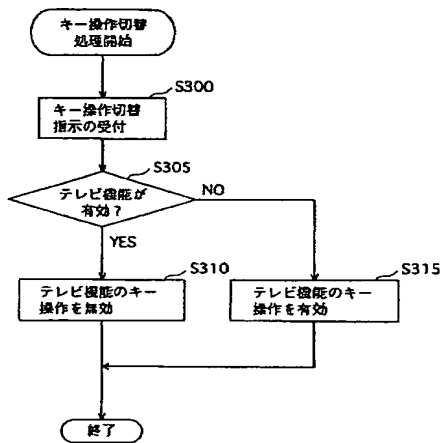 キー操作切替
処理開始
S300
キー操作切替
指示の受付
S305
テレビ機能が
有効？
NO
YES
S310
テレビ機能のキー
操作を無効
S315
テレビ機能のキー
操作を有効
終了